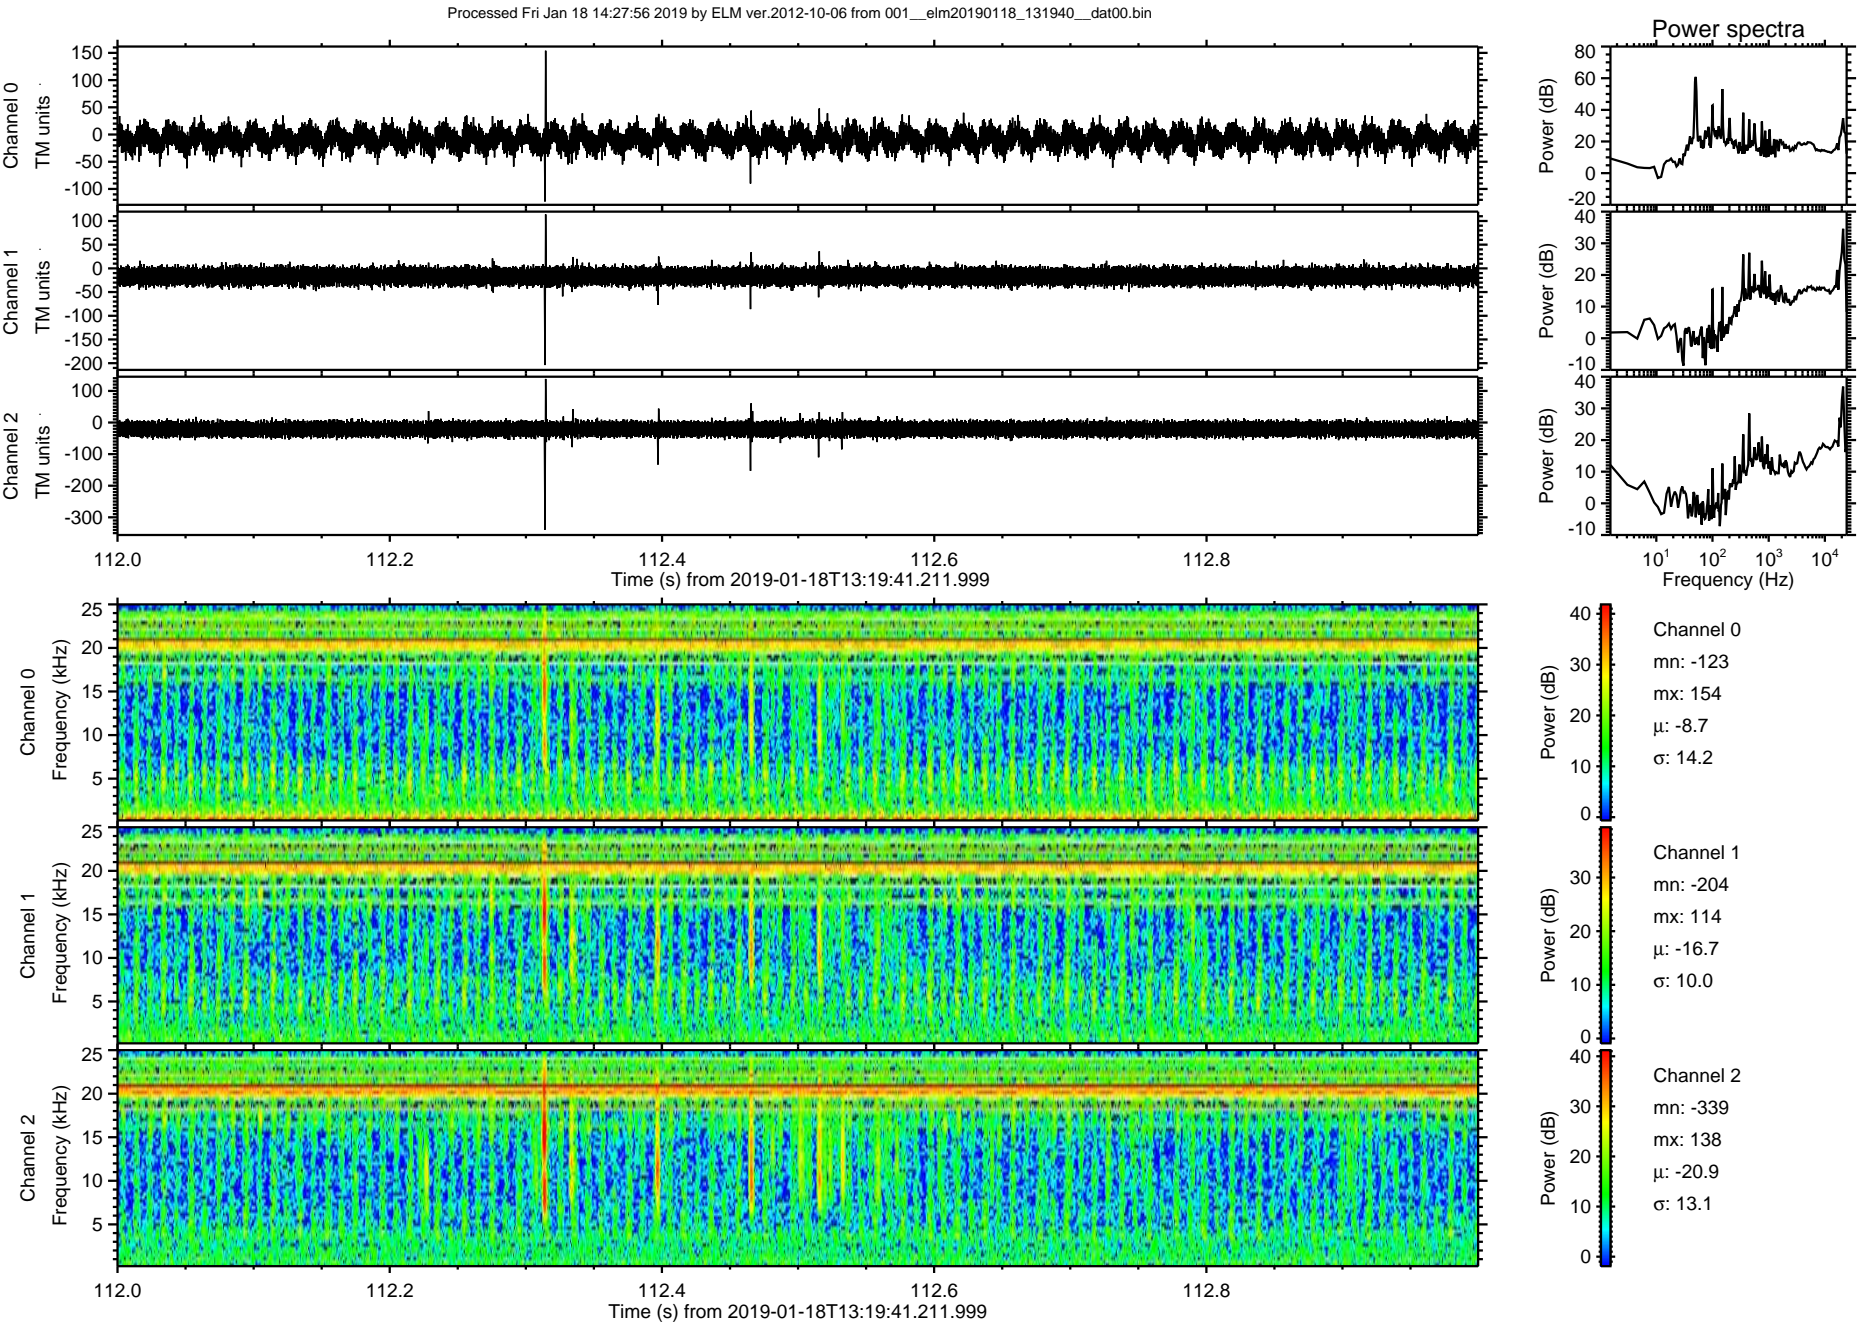 Processed Fri Jan 18 14:27:56 2019 by ELM ver.2012-10-06 from 001__elm20190118_131940__dat00.bin
Power spectra
Channel 0
TM units
150
100
50
0
-50
-100
Power (dB)
80
60
40
20
0
-20
Channel 1
TM units
100
50
0
-50
-100
-150
-200
Power (dB)
40
30
20
10
0
-10
Channel 2
TM units
100
0
-100
-200
-300
Power (dB)
40
30
20
10
0
-10
112.0 112.2 112.4 112.6 112.8
Time (s) from 2019-01-18T13:19:41.211.999
10^1 10^2 10^3 10^4
Frequency (Hz)
Channel 0
Frequency (kHz)
25
20
15
10
5
Power (dB)
40
30
20
10
0
Channel 0
mn: -123
mx: 154
μ: -8.7
σ: 14.2
Channel 1
Frequency (kHz)
25
20
15
10
5
Power (dB)
30
20
10
0
Channel 1
mn: -204
mx: 114
μ: -16.7
σ: 10.0
Channel 2
Frequency (kHz)
25
20
15
10
5
Power (dB)
40
30
20
10
0
Channel 2
mn: -339
mx: 138
μ: -20.9
σ: 13.1
112.0 112.2 112.4 112.6 112.8
Time (s) from 2019-01-18T13:19:41.211.999